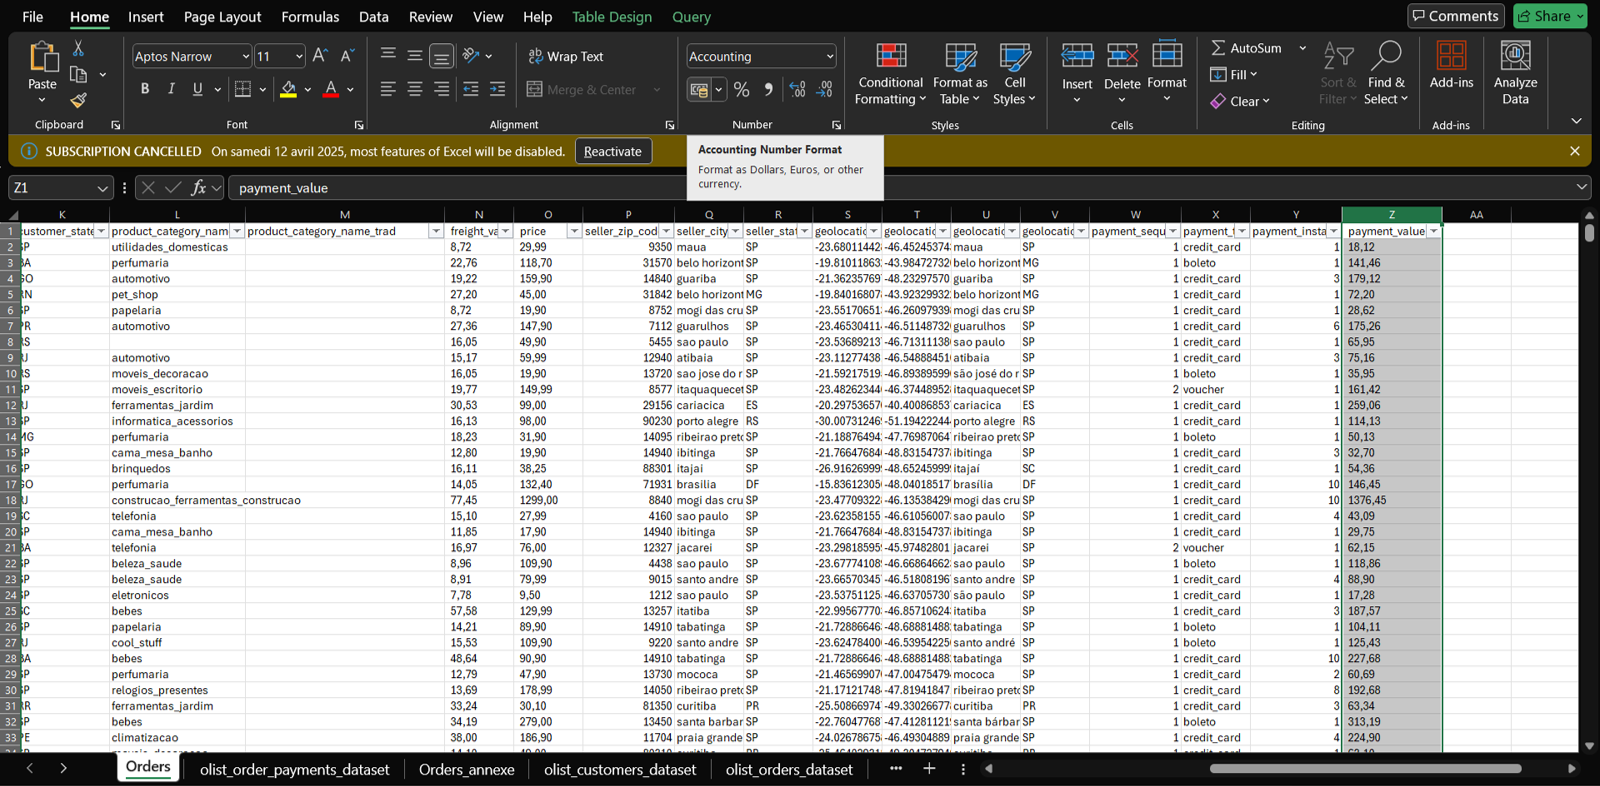 File Home Insert Page Layout Formulas Data Review View Help Table Design Query Comments Share
Paste Aptos Narrow 11 Wrap Text Accounting Conditional Formatting Format as Table Cell Styles Insert Delete Format AutoSum Fill Clear Sort & Filter Find & Select Add-ins Analyze Data
B I U Merge & Center
Clipboard Font Alignment Number Styles Cells Editing Add-ins
SUBSCRIPTION CANCELLED On samedi 12 avril 2025, most features of Excel will be disabled. Reactivate
Accounting Number Format
Format as Dollars, Euros, or other
currency.
Z1 fx payment_value
K L M N O P Q R S T U V W X Y Z AA
1 customer_state product_category_nam product_category_name_trad freight_va price seller_zip_cod seller_city seller_stat geolocatic geolocatic geolocatic geolocatic payment_sequ payment_t payment_insta payment_value
2 SP utilidades_domesticas 8,72 29,99 9350 maua SP -23.68011442 -46.45245374 maua SP 1 credit_card 1 18,12
3 BA perfumaria 22,76 118,70 31570 belo horizont SP -19.81011863 -43.98472732 belo horizont MG 1 boleto 1 141,46
4 GO automotivo 19,22 159,90 14840 guariba SP -21.36235769 -48.23297570 guariba SP 1 credit_card 3 179,12
5 RN pet_shop 27,20 45,00 31842 belo horizont MG -19.84016807 -43.92329932 belo horizont MG 1 credit_card 1 72,20
6 SP papelaria 8,72 19,90 8752 mogi das cru SP -23.55170651 -46.26097939 mogi das cru SP 1 credit_card 1 28,62
7 PR automotivo 27,36 147,90 7112 guarulhos SP -23.46530411 -46.51148732 guarulhos SP 1 credit_card 6 175,26
8 RS 16,05 49,90 5455 sao paulo SP -23.53689213 -46.71311138 sao paulo SP 1 credit_card 1 65,95
9 RJ automotivo 15,17 59,99 12940 atibaia SP -23.11277438 -46.54888451 atibaia SP 1 credit_card 3 75,16
10 RS moveis_decoracao 16,05 19,90 13720 sao jose do r SP -21.59217519 -46.89389599 são josé do r SP 1 boleto 1 35,95
11 SP moveis_escritorio 19,77 149,99 8577 itaquaquecet SP -23.48262344 -46.37448952 itaquaquecet SP 2 voucher 1 161,42
12 RJ ferramentas_jardim 30,53 99,00 29156 cariacica ES -20.29753657 -40.40086853 cariacica ES 1 credit_card 1 259,06
13 SP informatica_acessorios 16,13 98,00 90230 porto alegre RS -30.00731246 -51.19422244 porto alegre RS 1 credit_card 1 114,13
14 MG perfumaria 18,23 31,90 14095 ribeirao preto SP -21.18876494 -47.76987064 ribeirao preto SP 1 boleto 1 50,13
15 SP cama_mesa_banho 12,80 19,90 14940 ibitinga SP -21.76647684 -48.83154737 ibitinga SP 1 credit_card 3 32,70
16 SP brinquedos 16,11 38,25 88301 itajai SP -26.91626999 -48.65245999 itajaí SC 1 credit_card 1 54,36
17 GO perfumaria 14,05 132,40 71931 brasilia DF -15.83612305 -48.04018517 brasília DF 1 credit_card 10 146,45
18 RJ construcao_ferramentas_construcao 77,45 1299,00 8840 mogi das cru SP -23.47709322 -46.13538429 mogi das cru SP 1 credit_card 10 1376,45
19 SC telefonia 15,10 27,99 4160 sao paulo SP -23.62358155 -46.61056007 sao paulo SP 1 credit_card 4 43,09
20 SP cama_mesa_banho 11,85 17,90 14940 ibitinga SP -21.76647684 -48.83154737 ibitinga SP 1 credit_card 1 29,75
21 BA telefonia 16,97 76,00 12327 jacarei SP -23.29818595 -45.97482801 jacarei SP 2 voucher 1 62,15
22 SP beleza_saude 8,96 109,90 4438 sao paulo SP -23.67774108 -46.66864662 sao paulo SP 1 boleto 1 118,86
23 SP beleza_saude 8,91 79,99 9015 santo andre SP -23.66570345 -46.51808196 santo andre SP 1 credit_card 4 88,90
24 SP eletronicos 7,78 9,50 1212 sao paulo SP -23.53751125 -46.63705730 são paulo SP 1 credit_card 1 17,28
25 SC bebes 57,58 129,99 13257 itatiba SP -22.99567770 -46.85710624 itatiba SP 1 credit_card 3 187,57
26 SP papelaria 14,21 89,90 14910 tabatinga SP -21.72886646 -48.68881488 tabatinga SP 1 boleto 1 104,11
27 RJ cool_stuff 15,53 109,90 9220 santo andre SP -23.62478400 -46.53954225 santo andré SP 1 boleto 1 125,43
28 BA bebes 48,64 90,90 14910 tabatinga SP -21.72886646 -48.68881488 tabatinga SP 1 credit_card 10 227,68
29 SP perfumaria 12,79 47,90 13730 mococa SP -21.46569907 -47.00475479 mococa SP 1 credit_card 2 60,69
30 SP relogios_presentes 13,69 178,99 14050 ribeirao preto SP -21.17121748 -47.81941847 ribeirao preto SP 1 credit_card 8 192,68
31 RR ferramentas_jardim 33,24 30,10 81350 curitiba PR -25.50869974 -49.33026677 curitiba PR 1 credit_card 3 63,34
32 SP bebes 34,19 279,00 13450 santa barbar SP -22.76047768 -47.41281121 santa bárbar SP 1 boleto 1 313,19
33 PE climatizacao 38,00 186,90 11704 praia grande SP -24.02678675 -46.49304889 praia grande SP 1 credit_card 4 224,90
Orders olist_order_payments_dataset Orders_annexe olist_customers_dataset olist_orders_dataset